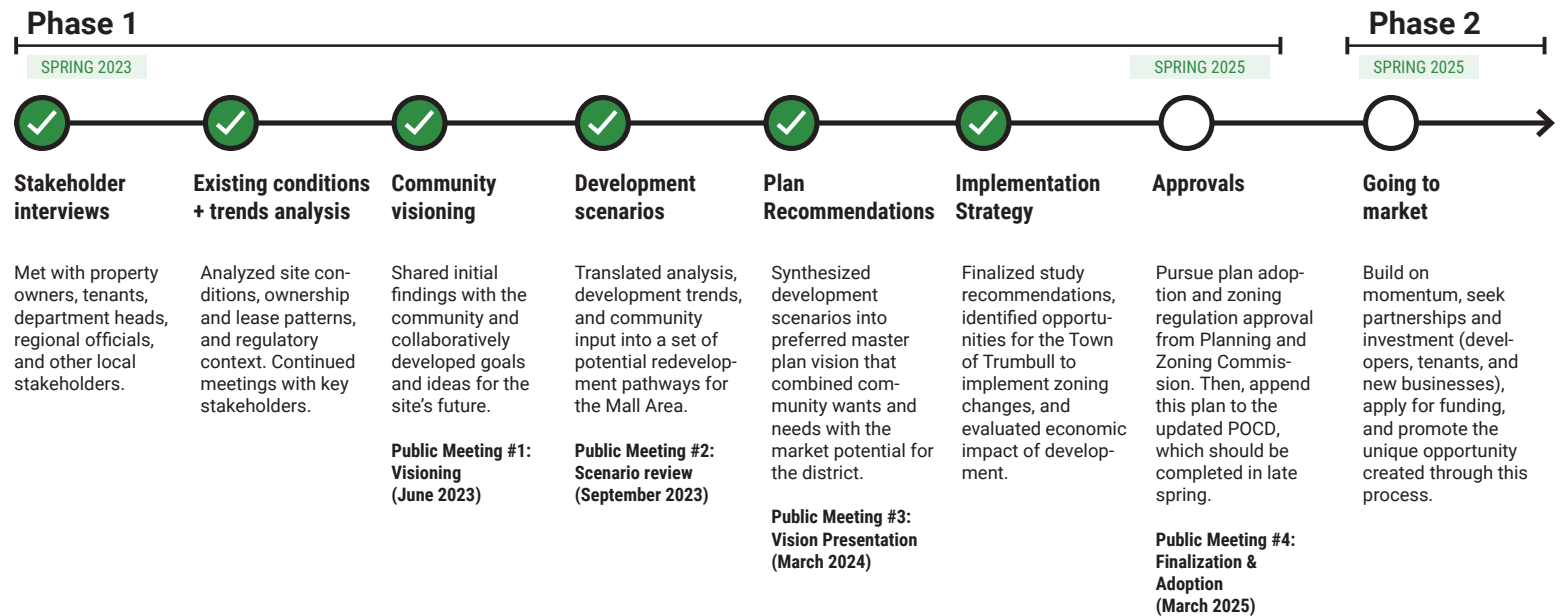 Phase 1
Phase 2
SPRING 2023
SPRING 2025
SPRING 2025
Stakeholder
interviews
Met with property
owners, tenants,
department heads,
regional officials,
and other local
stakeholders.
Existing conditions
+ trends analysis
Analyzed site con-
ditions, ownership
and lease patterns,
and regulatory
context. Continued
meetings with key
stakeholders.
Community
visioning
Shared initial
findings with the
community and
collaboratively
developed goals
and ideas for the
site’s future.
Public Meeting #1:
Visioning
(June 2023)
Development
scenarios
Translated analysis,
development trends,
and community
input into a set of
potential redevelop-
ment pathways for
the Mall Area.
Public Meeting #2:
Scenario review
(September 2023)
Plan
Recommendations
Synthesized
development
scenarios into
preferred master
plan vision that
combined com-
munity wants and
needs with the
market potential for
the district.
Public Meeting #3:
Vision Presentation
(March 2024)
Implementation
Strategy
Finalized study
recommendations,
identified opportu-
nities for the Town
of Trumbull to
implement zoning
changes, and
evaluated economic
impact of develop-
ment.
Approvals
Pursue plan adop-
tion and zoning
regulation approval
from Planning and
Zoning Commis-
sion. Then, append
this plan to the
updated POCD,
which should be
completed in late
spring.
Public Meeting #4:
Finalization &
Adoption
(March 2025)
Going to
market
Build on
momentum, seek
partnerships and
investment (devel-
opers, tenants, and
new businesses),
apply for funding,
and promote the
unique opportunity
created through this
process.